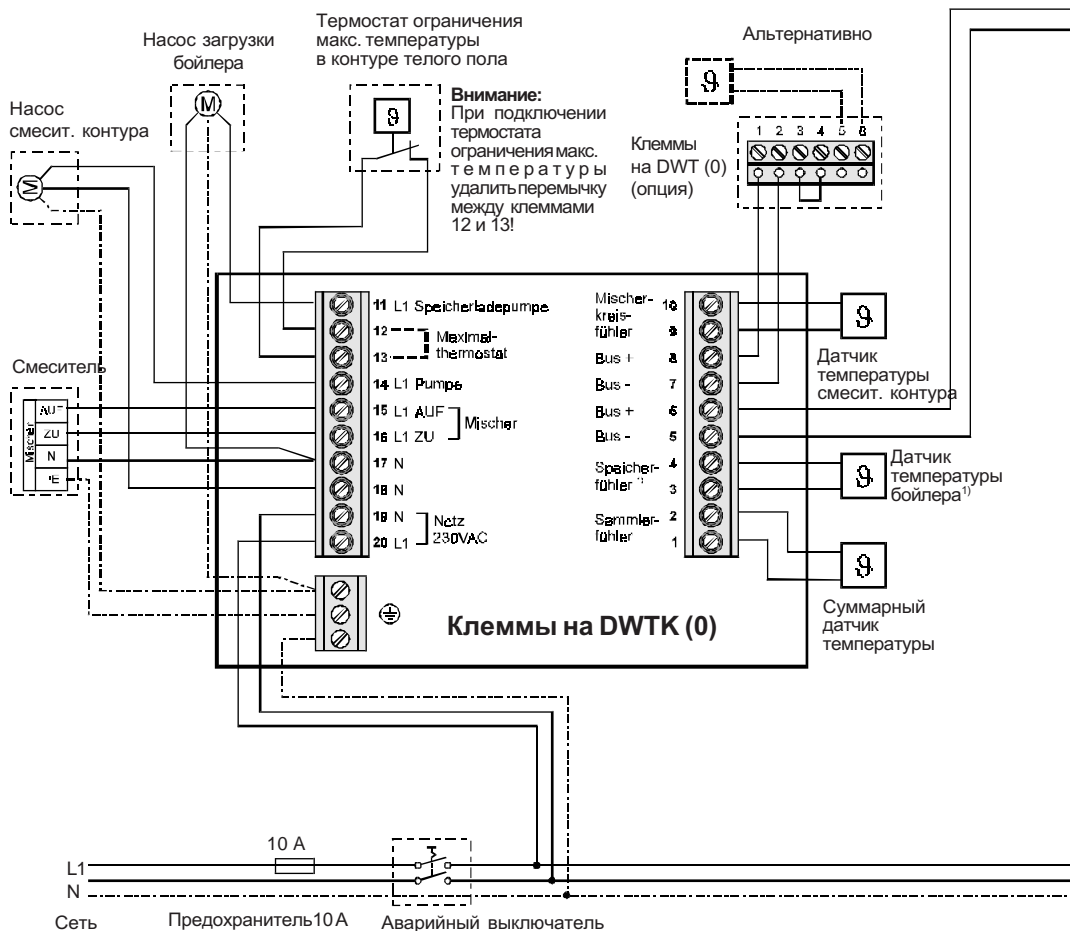 Термостат ограничения
макс. температуры
в контуре телого пола
Насос загрузки
бойлера
Альтернативно
Насос
смесит. контура
M
M
ϑ
ϑ
Внимание:
При подключении
термостата
ограничения макс.
температуры
удалить перемычку
между клеммами
12 и 13!
Клеммы
на DWT (0)
(опция)
1 2 3 4 5 6
Смеситель
Mischer
AUF
ZU
N
PE
11 L1 Speicherladepumpe
12
13
Maximal-
thermostat
14 L1 Pumpe
15 L1 AUF
16 L1 ZU
Mischer
17 N
18 N
19 N
20 L1
Netz
230VAC
Mischer-
kreis-
fühler
10
9
Bus + 8
Bus - 7
Bus + 6
Bus - 5
Speicher-
fühler
4
3
Sammler-
fühler
2
1
ϑ
Датчик
температуры
смесит. контура
ϑ
Датчик
температуры
бойлера1)
ϑ
Суммарный
датчик
температуры
Клеммы на DWTK (0)
10 A
L1
N
Сеть
Предохранитель10 A
Аварийный выключатель